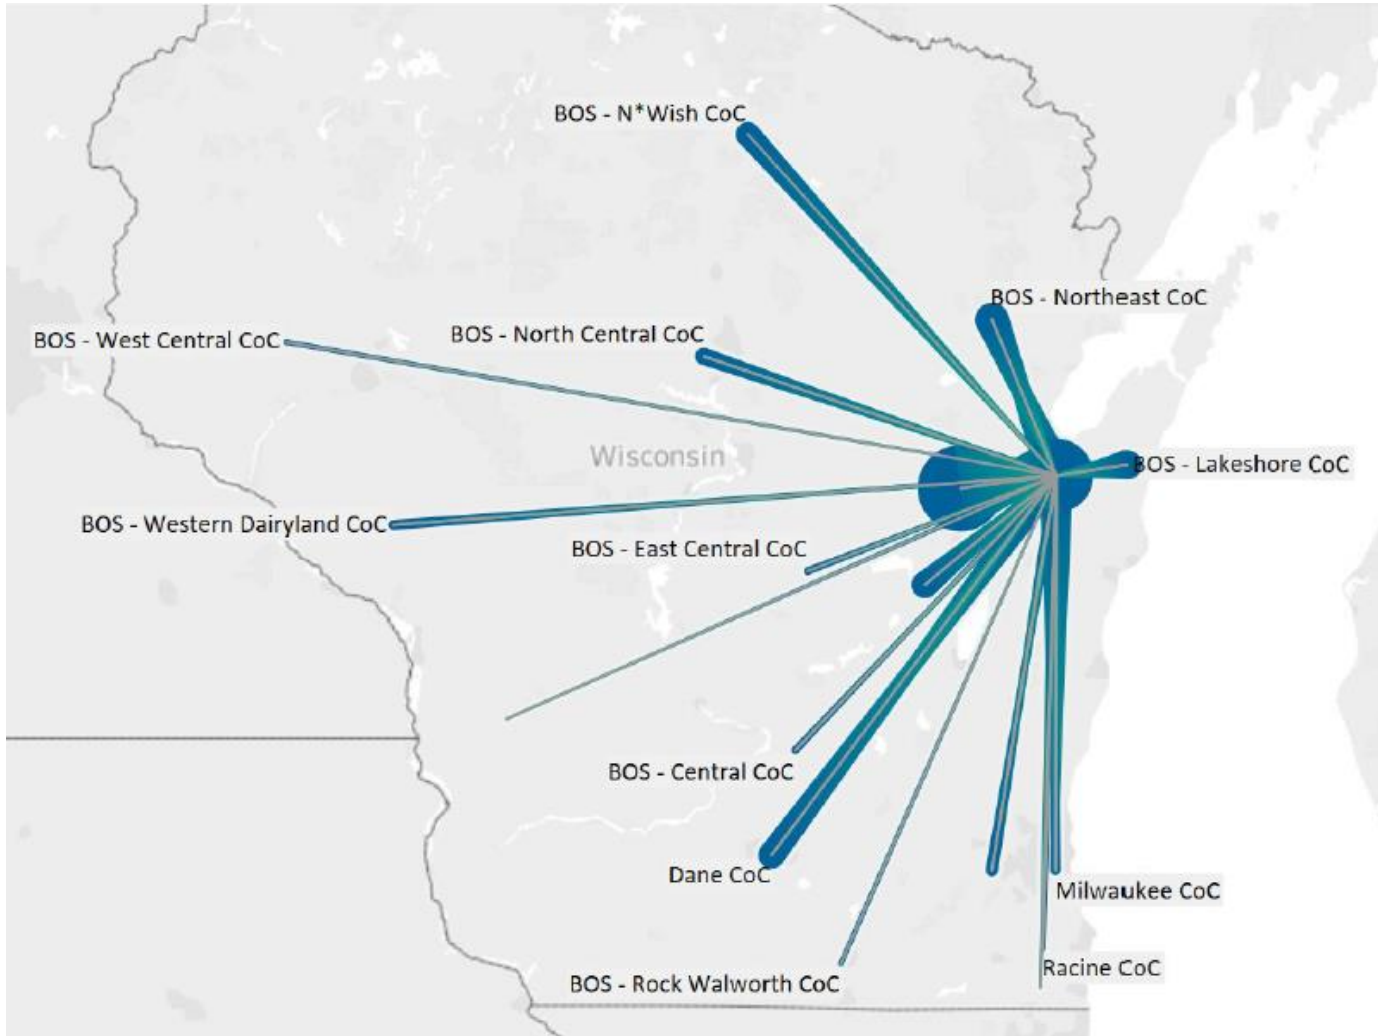 BOS - N*Wish CoC
BOS - Northeast CoC
BOS - West Central CoC
BOS - North Central CoC
Wisconsin
BOS - Lakeshore CoC
BOS - Western Dairyland CoC
BOS - East Central CoC
BOS - Central CoC
Dane CoC
Milwaukee CoC
Racine CoC
BOS - Rock Walworth CoC